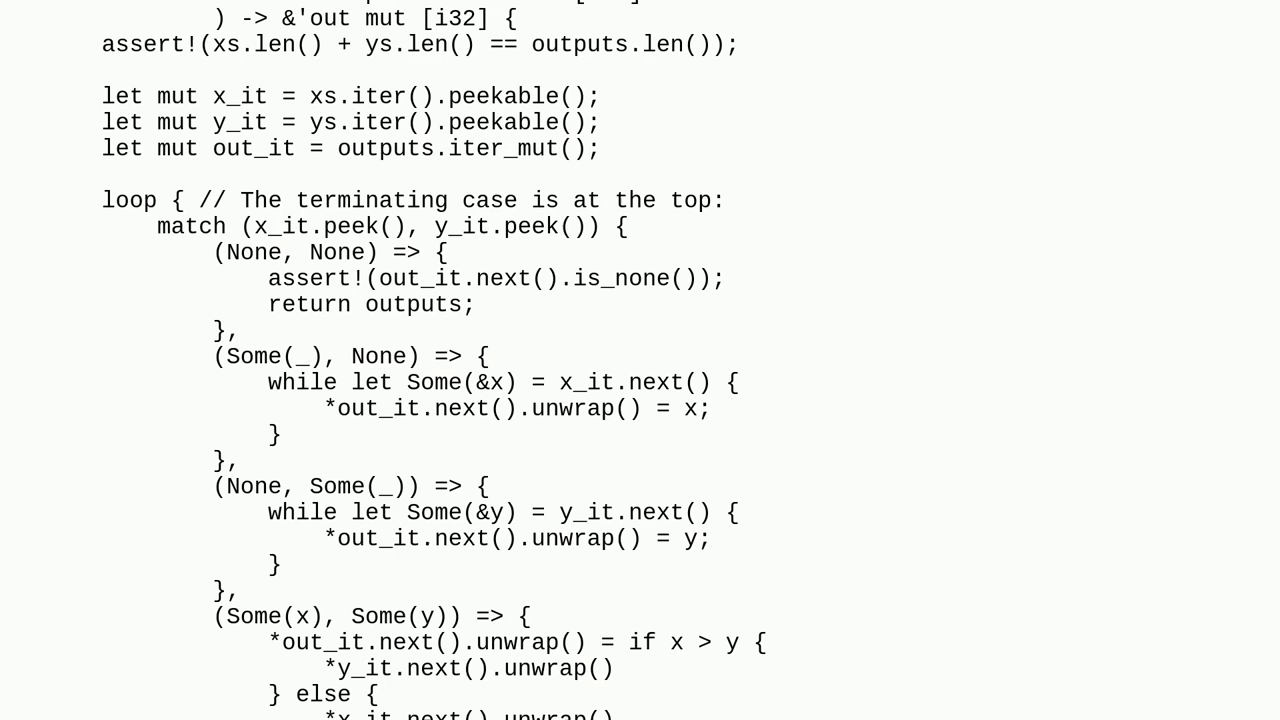 ) -> &'out mut [i32] {
assert!(xs.len() + ys.len() == outputs.len());
let mut x_it = xs.iter().peekable();
let mut y_it = ys.iter().peekable();
let mut out_it = outputs.iter_mut();
loop { // The terminating case is at the top:
match (x_it.peek(), y_it.peek()) {
(None, None) => {
assert!(out_it.next().is_none());
return outputs;
},
(Some(_), None) => {
while let Some(&x) = x_it.next() {
*out_it.next().unwrap() = x;
}
},
(None, Some(_)) => {
while let Some(&y) = y_it.next() {
*out_it.next().unwrap() = y;
}
},
(Some(x), Some(y)) => {
*out_it.next().unwrap() = if x > y {
*y_it.next().unwrap()
} else {
*x_it.next().unwrap()